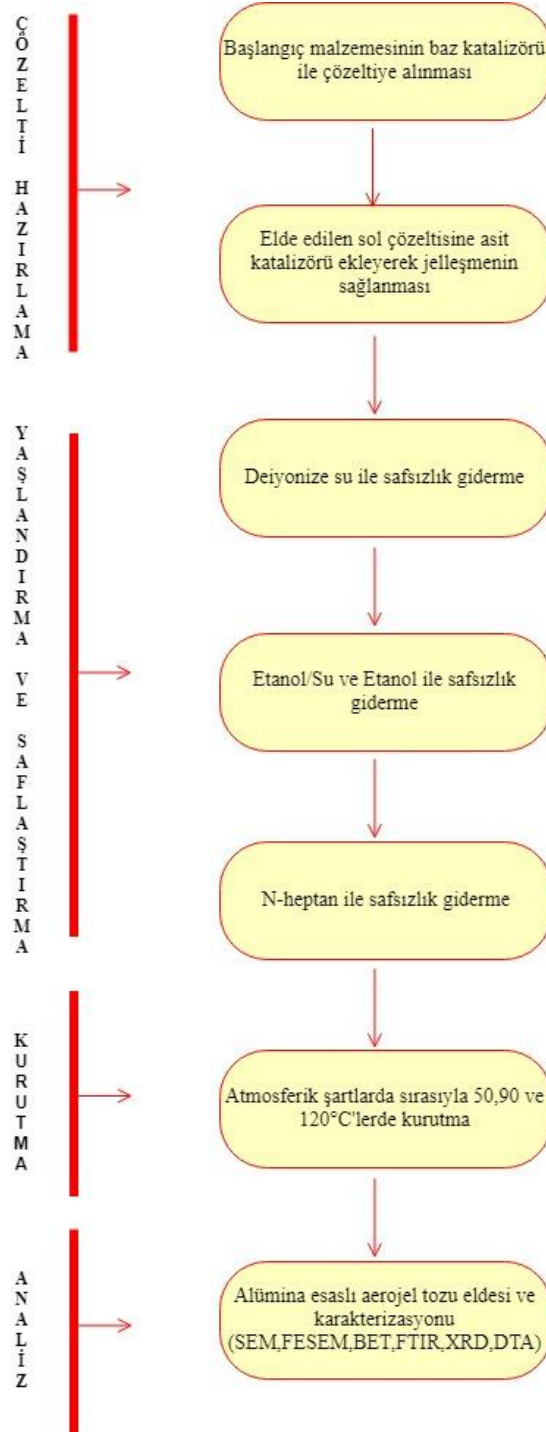 ÇÖZELTİ HAZIRLAMA
Başlangıç malzemesinin baz katalizörü
ile çözeltiye alınması
Elde edilen sol çözeltisine asit
katalizörü ekleyerek jelleşmenin
sağlanması
YAŞLANDIRMA VE SAFLAŞTIRMA
Deiyonize su ile safsızlık giderme
Etanol/Su ve Etanol ile safsızlık
giderme
N-heptan ile safsızlık giderme
KURUTMA
Atmosferik şartlarda sırasıyla 50,90 ve
120°C'lerde kurutma
ANALİZ
Alümina esaslı aerojel tozu eldesi ve
karakterizasyonu
(SEM,FESEM,BET,FTIR,XRD,DTA)